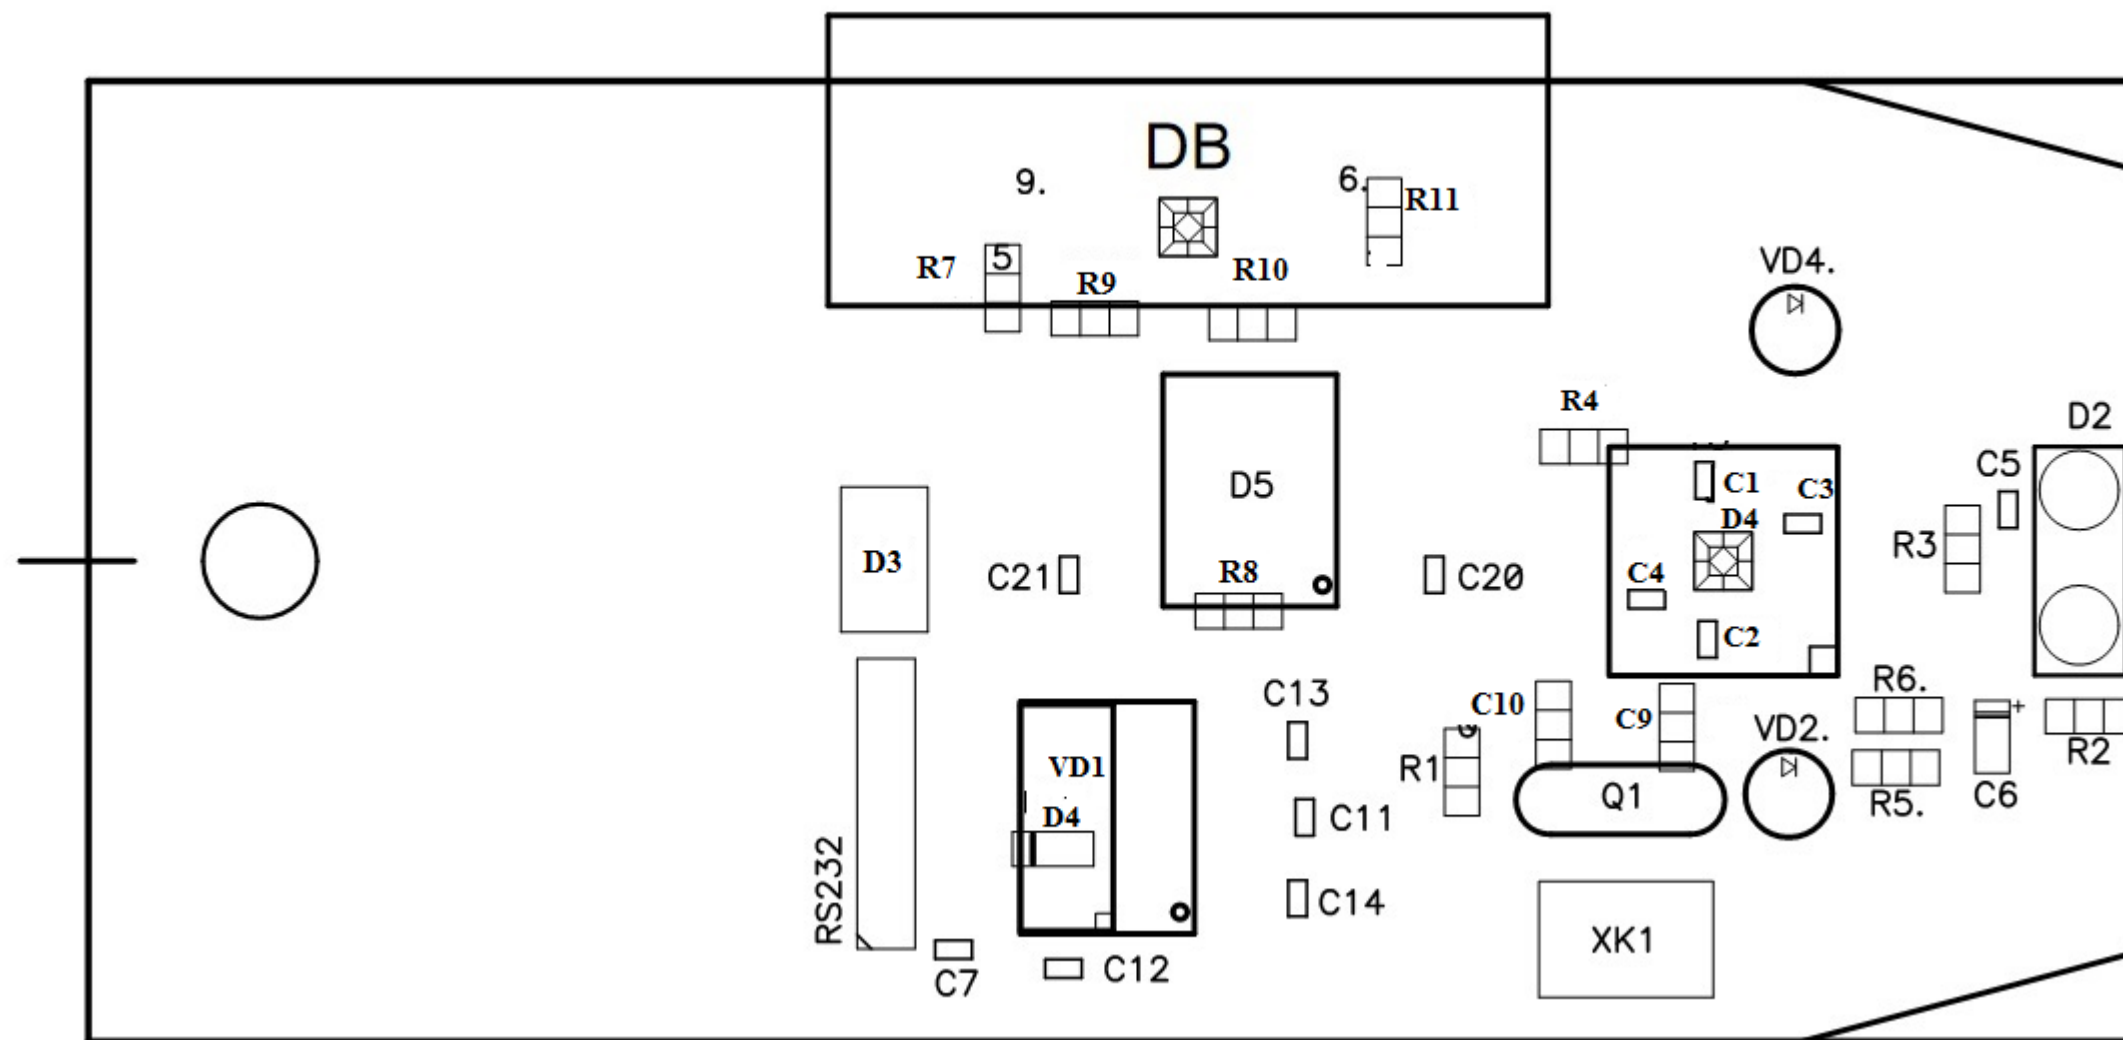 DB
9.
6.
R11
R7
5
R9
R10
VD4.
R4
D2
D5
C1
C3
C5
D4
R3
D3
C21
R8
C20
C4
C2
R6.
C13
C10
C9
VD2.
R2
VD1
R1
Q1
R5.
C6
D4
C11
RS232
C14
XK1
C7
C12